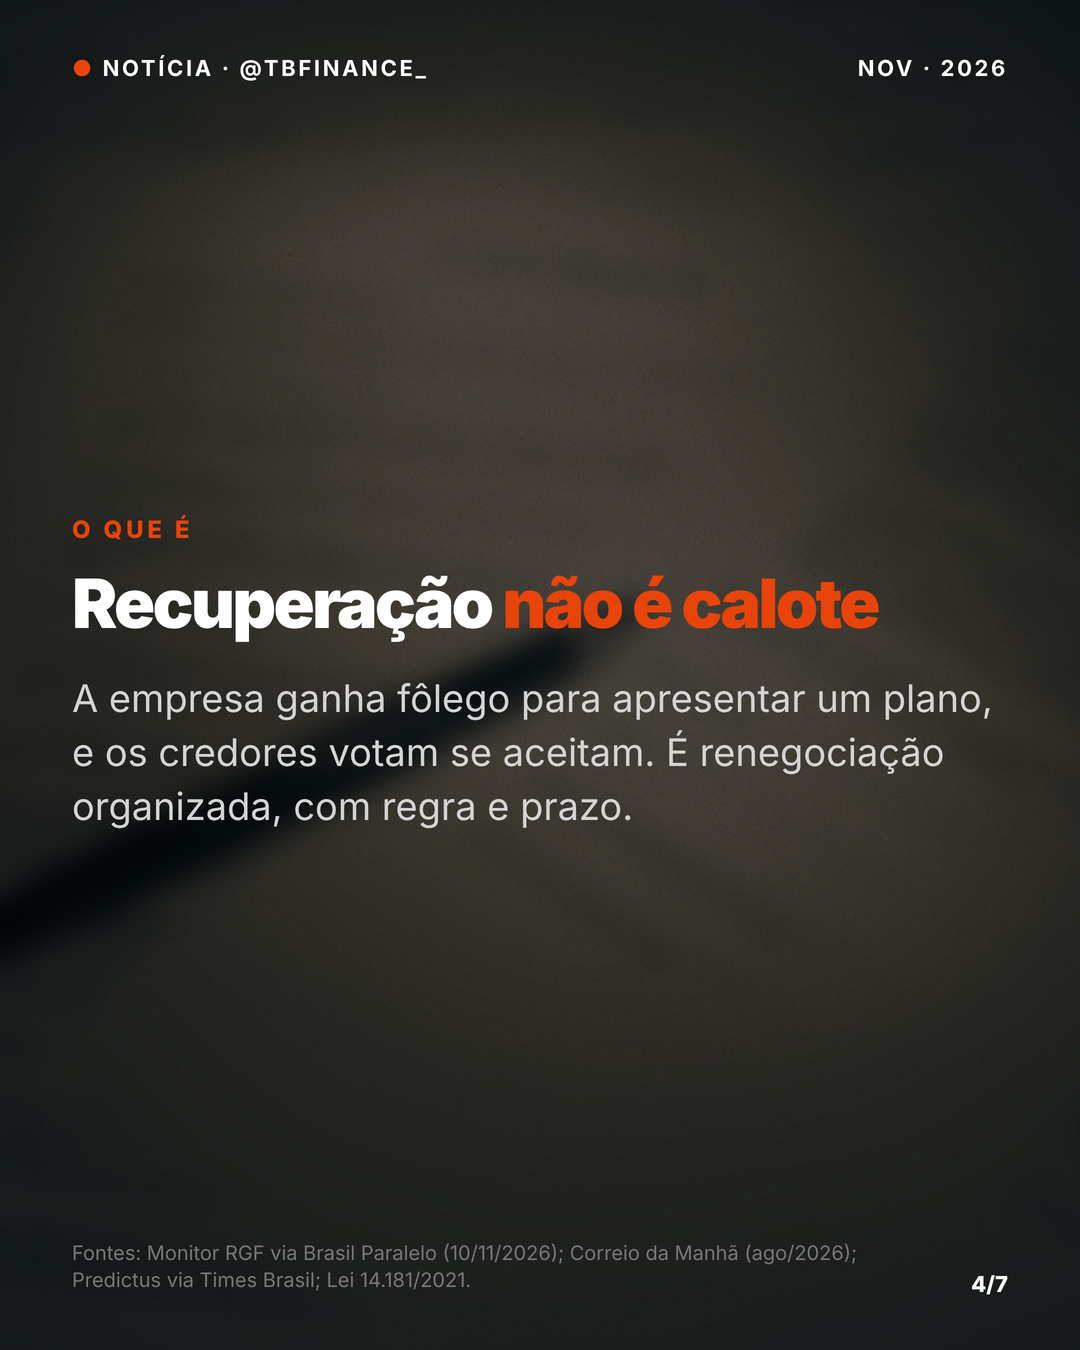 NOTÍCIA · @TBFINANCE_
NOV · 2026
O QUE É
Recuperação não é calote
A empresa ganha fôlego para apresentar um plano,
e os credores votam se aceitam. É renegociação
organizada, com regra e prazo.
Fontes: Monitor RGF via Brasil Paralelo (10/11/2026); Correio da Manhã (ago/2026);
Predictus via Times Brasil; Lei 14.181/2021.
4/7